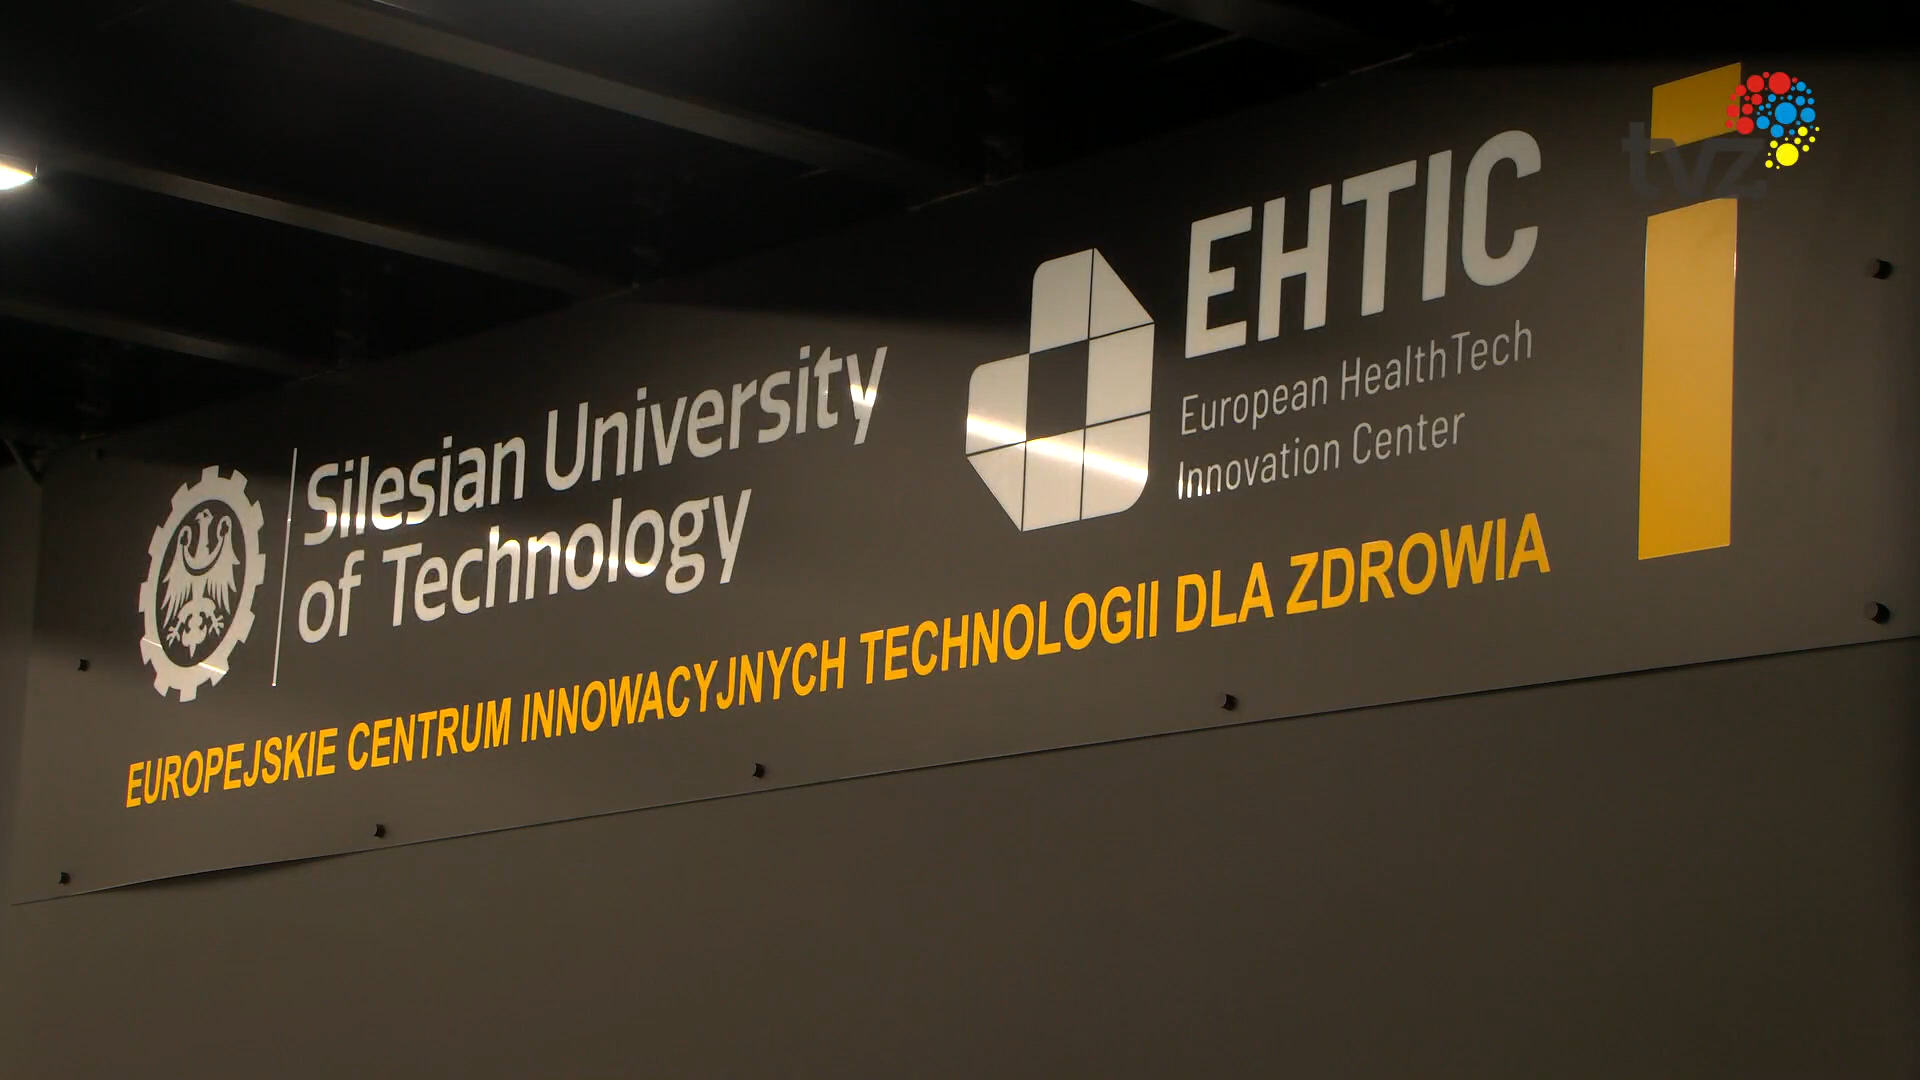 Silesian University
of Technology
EHTIC
European HealthTech
Innovation Center
EUROPEJSKIE CENTRUM INNOWACYJNYCH TECHNOLOGII DLA ZDROWIA
i
tvz